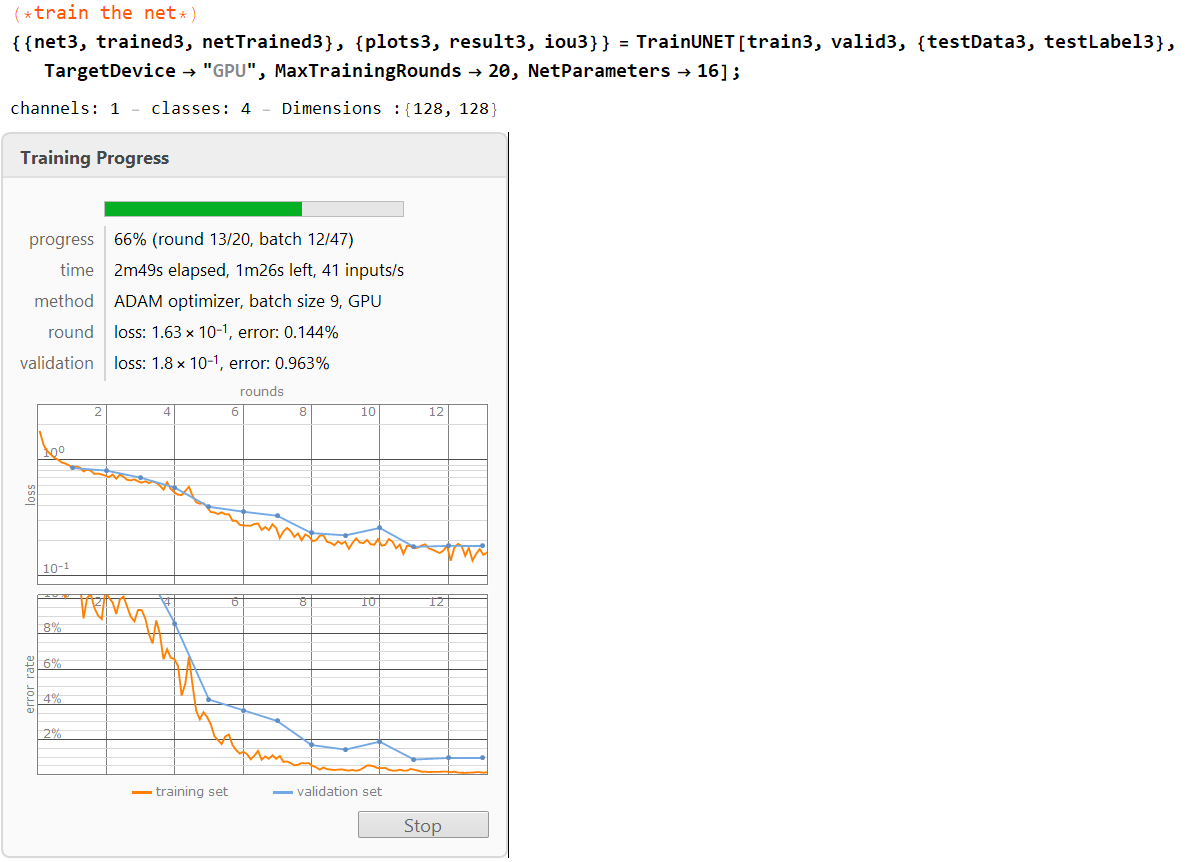 (*train the net*)
{{net3, trained3, netTrained3}, {plots3, result3, iou3}} = TrainUNET[train3, valid3, {testData3, testLabel3},
TargetDevice → "GPU", MaxTrainingRounds → 20, NetParameters → 16];
channels: 1 – classes: 4 – Dimensions :{128, 128}
Training Progress
progress 66% (round 13/20, batch 12/47)
time 2m49s elapsed, 1m26s left, 41 inputs/s
method ADAM optimizer, batch size 9, GPU
round loss: 1.63 × 10⁻¹, error: 0.144%
validation loss: 1.8 × 10⁻¹, error: 0.963%
rounds
2 4 6 8 10 12
10⁰
loss
10⁻¹
10%
2 4 6 8 10 12
8%
6%
error rate
4%
2%
training set validation set
Stop